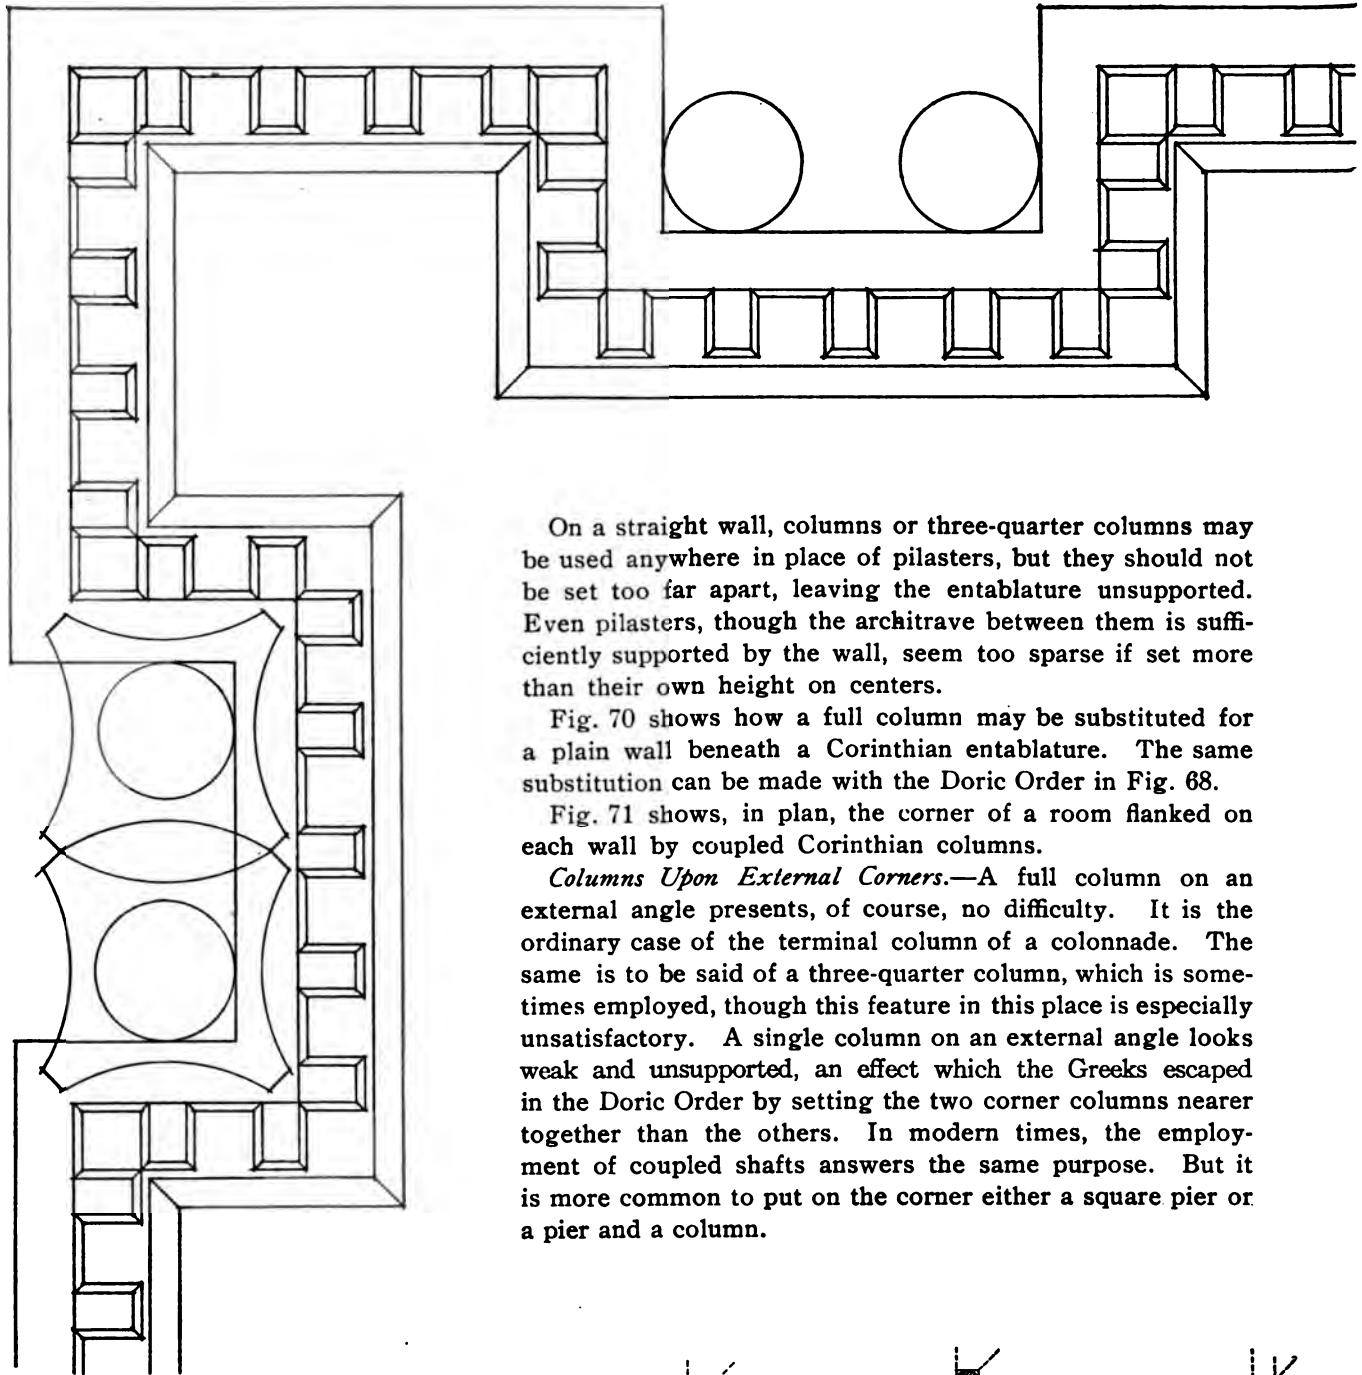 On a straight wall, columns or three-quarter columns may
be used anywhere in place of pilasters, but they should not
be set too far apart, leaving the entablature unsupported.
Even pilasters, though the architrave between them is suffi-
ciently supported by the wall, seem too sparse if set more
than their own height on centers.
Fig. 70 shows how a full column may be substituted for
a plain wall beneath a Corinthian entablature. The same
substitution can be made with the Doric Order in Fig. 68.
Fig. 71 shows, in plan, the corner of a room flanked on
each wall by coupled Corinthian columns.
Columns Upon External Corners.—A full column on an
external angle presents, of course, no difficulty. It is the
ordinary case of the terminal column of a colonnade. The
same is to be said of a three-quarter column, which is some-
times employed, though this feature in this place is especially
unsatisfactory. A single column on an external angle looks
weak and unsupported, an effect which the Greeks escaped
in the Doric Order by setting the two corner columns nearer
together than the others. In modern times, the employ-
ment of coupled shafts answers the same purpose. But it
is more common to put on the corner either a square pier or
a pier and a column.